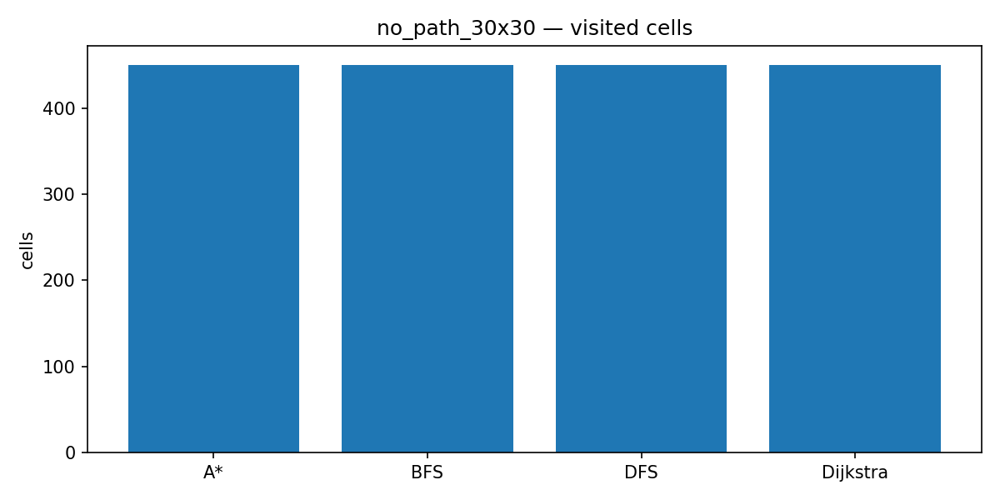 no_path_30x30 — visited cells
cells
400
300
200
100
0
A* BFS DFS Dijkstra